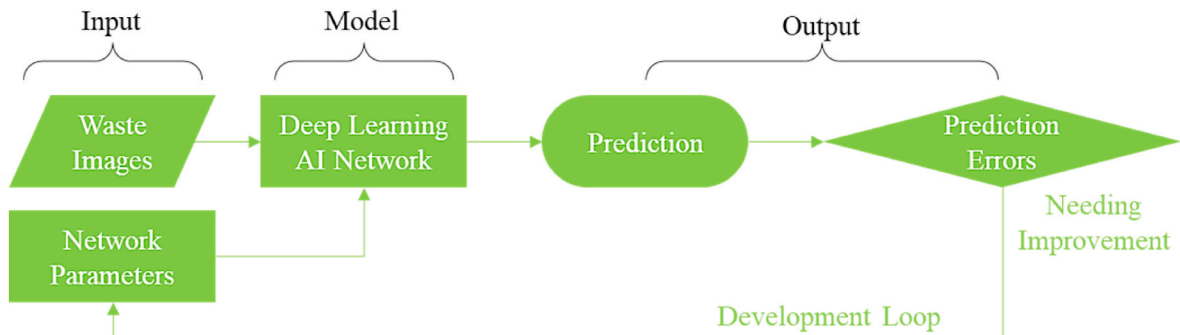 Input
Model
Output
Waste
Images
Deep Learning
AI Network
Prediction
Prediction
Errors
Network
Parameters
Needing
Improvement
Development Loop